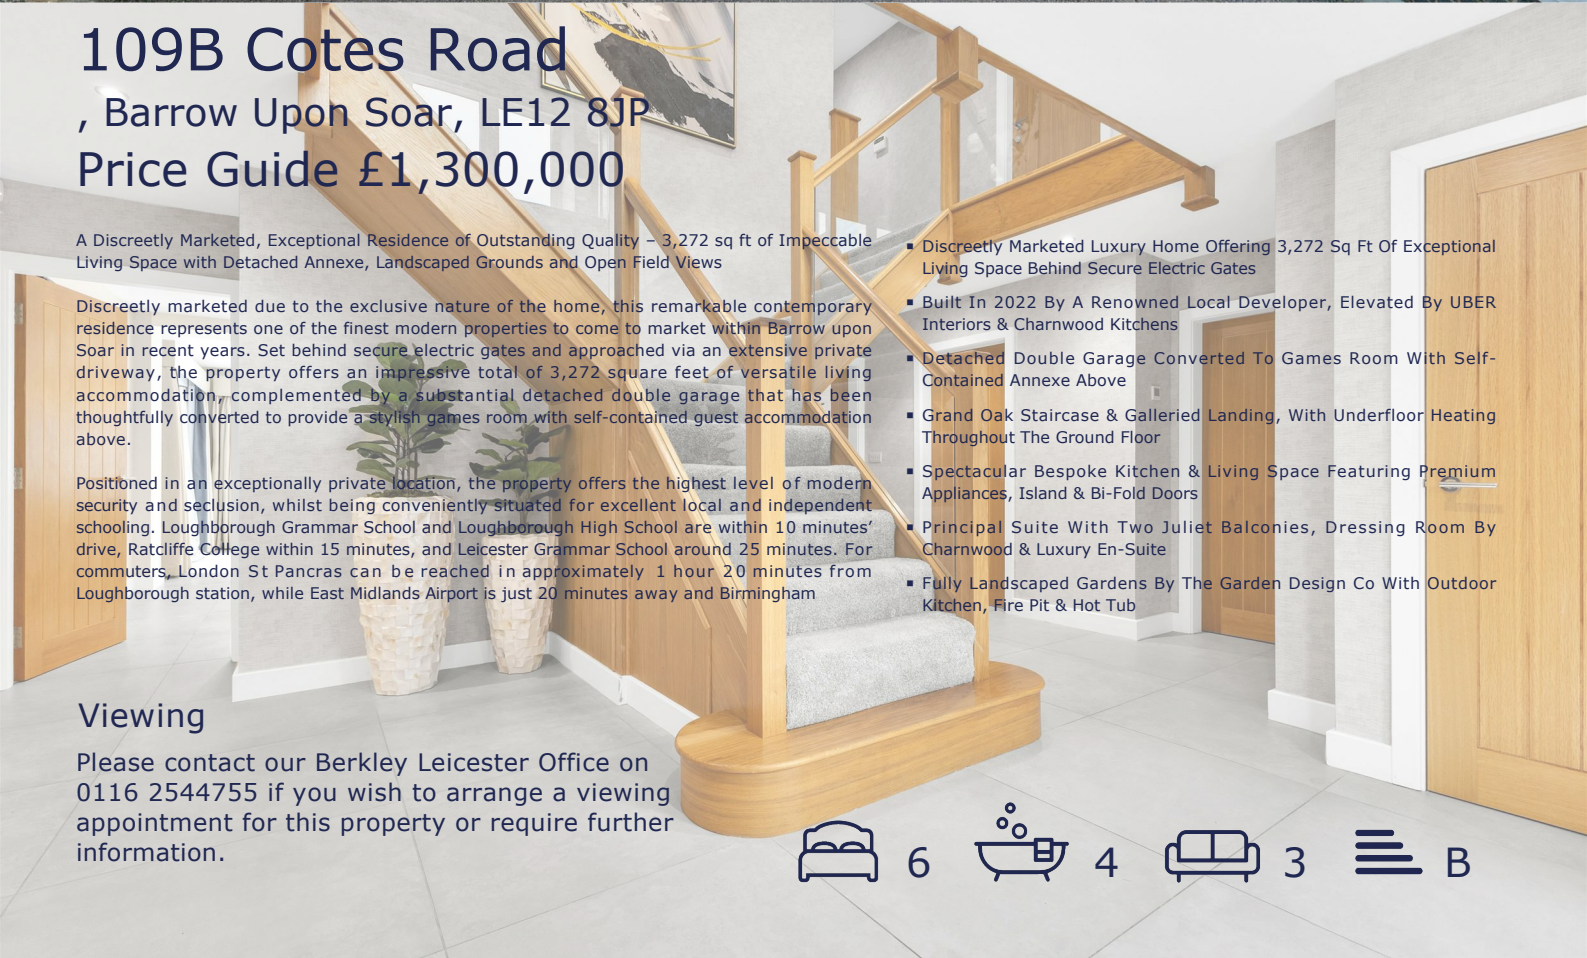 109B Cotes Road
, Barrow Upon Soar, LE12 8JP
Price Guide £1,300,000
A Discreetly Marketed, Exceptional Residence of Outstanding Quality – 3,272 sq ft of Impeccable
Living Space with Detached Annexe, Landscaped Grounds and Open Field Views
Discreetly marketed due to the exclusive nature of the home, this remarkable contemporary
residence represents one of the finest modern properties to come to market within Barrow upon
Soar in recent years. Set behind secure electric gates and approached via an extensive private
driveway, the property offers an impressive total of 3,272 square feet of versatile living
accommodation, complemented by a substantial detached double garage that has been
thoughtfully converted to provide a stylish games room with self-contained guest accommodation
above.
Positioned in an exceptionally private location, the property offers the highest level of modern
security and seclusion, whilst being conveniently situated for excellent local and independent
schooling. Loughborough Grammar School and Loughborough High School are within 10 minutes’
drive, Ratcliffe College within 15 minutes, and Leicester Grammar School around 25 minutes. For
commuters, London St Pancras can be reached in approximately 1 hour 20 minutes from
Loughborough station, while East Midlands Airport is just 20 minutes away and Birmingham
▪ Discreetly Marketed Luxury Home Offering 3,272 Sq Ft Of Exceptional
Living Space Behind Secure Electric Gates
▪ Built In 2022 By A Renowned Local Developer, Elevated By UBER
Interiors & Charnwood Kitchens
▪ Detached Double Garage Converted To Games Room With Self-
Contained Annexe Above
▪ Grand Oak Staircase & Galleried Landing, With Underfloor Heating
Throughout The Ground Floor
▪ Spectacular Bespoke Kitchen & Living Space Featuring Premium
Appliances, Island & Bi-Fold Doors
▪ Principal Suite With Two Juliet Balconies, Dressing Room By
Charnwood & Luxury En-Suite
▪ Fully Landscaped Gardens By The Garden Design Co With Outdoor
Kitchen, Fire Pit & Hot Tub
Viewing
Please contact our Berkley Leicester Office on
0116 2544755 if you wish to arrange a viewing
appointment for this property or require further
information.
6 4 3 B